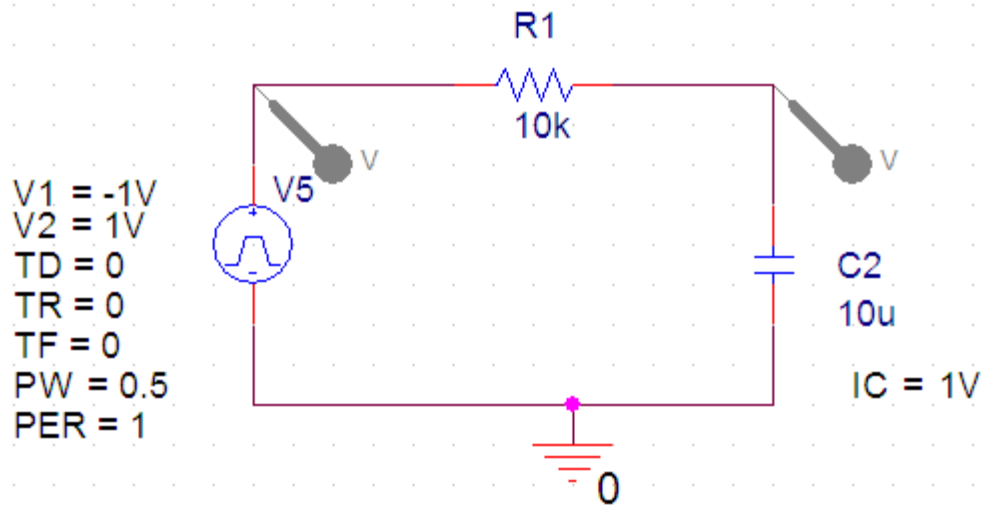 R1
10k
V
V
V5
V1 = -1V
V2 = 1V
TD = 0
TR = 0
TF = 0
PW = 0.5
PER = 1
C2
10u
IC = 1V
0